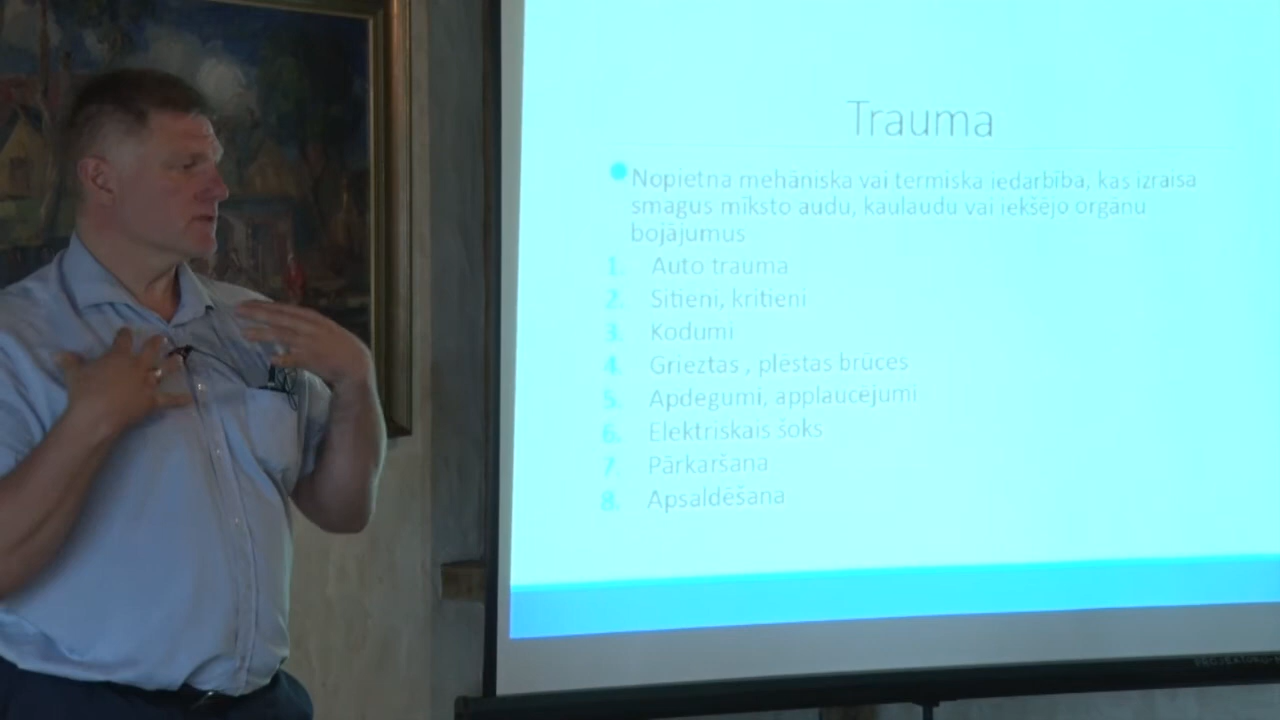 Trauma
Nopietna mehāniska vai termiska iedarbība, kas izraisa
smagus mīksto audu, kaulaudu vai iekšējo orgānu
bojājumus
1. Auto trauma
2. Sitieni, kritieni
3. Kodumi
4. Grieztas , plēstas brūces
5. Apdegumi, applaucējumi
6. Elektriskais šoks
7. Pārkaršana
8. Apsaldēšana